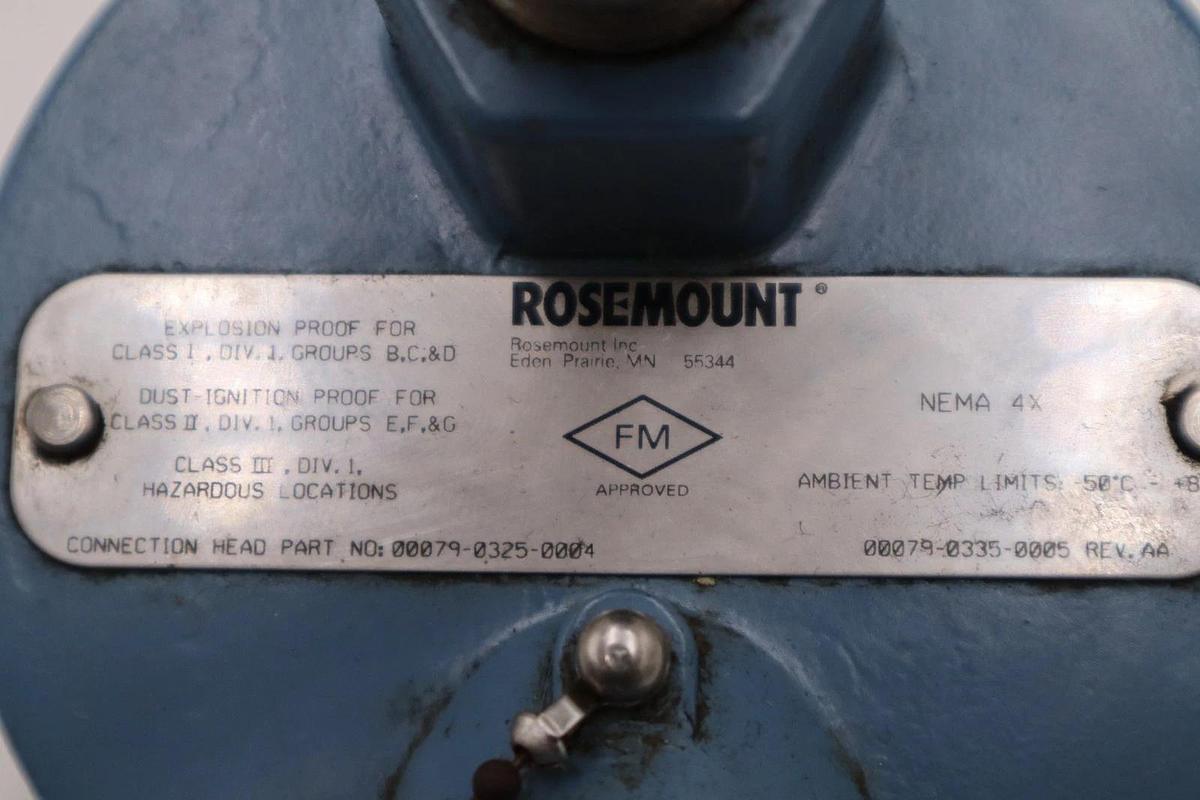 ROSEMOUNT®
Rosemount Inc
Eden Prairie, MN 55344
EXPLOSION PROOF FOR
CLASS I, DIV. 1, GROUPS B,C,&D
DUST-IGNITION PROOF FOR
CLASS II, DIV. 1, GROUPS E,F,&G
CLASS III, DIV. 1,
HAZARDOUS LOCATIONS
FM
APPROVED
NEMA 4X
AMBIENT TEMP LIMITS: -50°C - +8
CONNECTION HEAD PART NO: 00079-0325-0004
00079-0335-0005 REV. AA